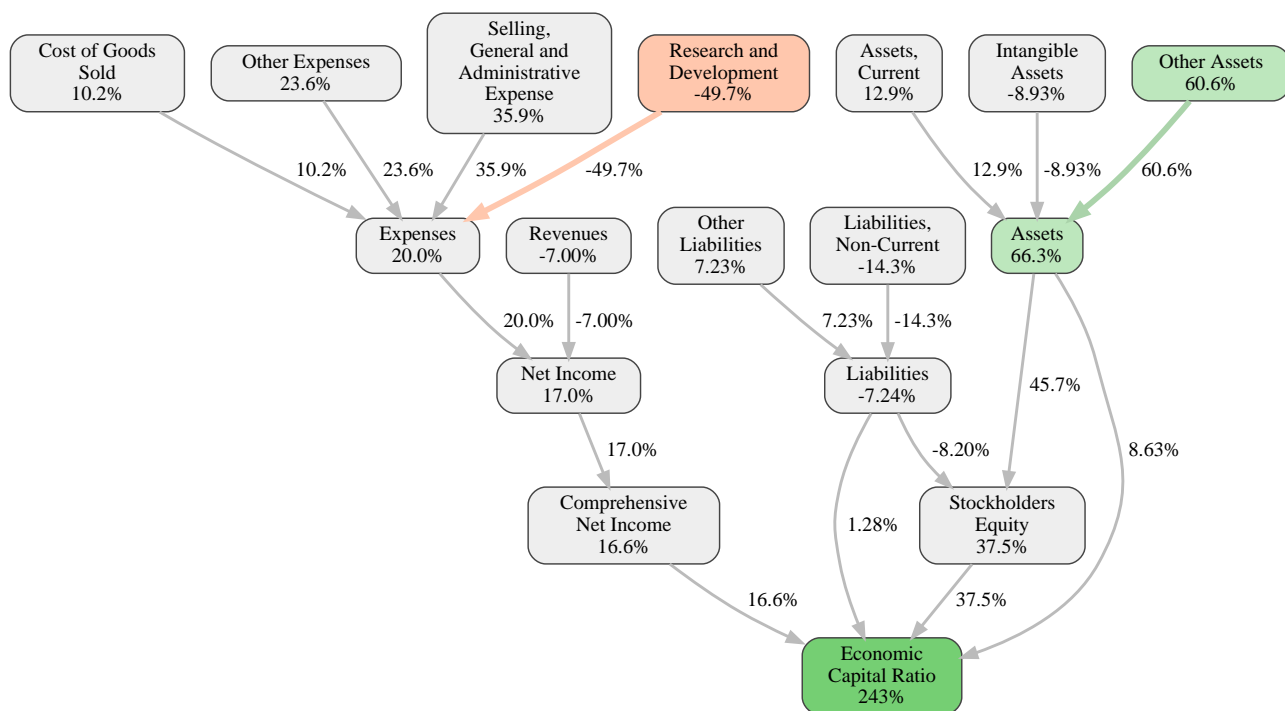 Cost of Goods
Sold
10.2%
Other Expenses
23.6%
Selling,
General and
Administrative
Expense
35.9%
Research and
Development
-49.7%
Assets,
Current
12.9%
Intangible
Assets
-8.93%
Other Assets
60.6%
10.2%
23.6%
35.9%
-49.7%
12.9%
-8.93%
60.6%
Expenses
20.0%
Revenues
-7.00%
Other
Liabilities
7.23%
Liabilities,
Non-Current
-14.3%
Assets
66.3%
20.0%
-7.00%
7.23%
-14.3%
Net Income
17.0%
Liabilities
-7.24%
45.7%
17.0%
-8.20%
8.63%
Comprehensive
Net Income
16.6%
1.28%
Stockholders
Equity
37.5%
16.6%
37.5%
Economic
Capital Ratio
243%